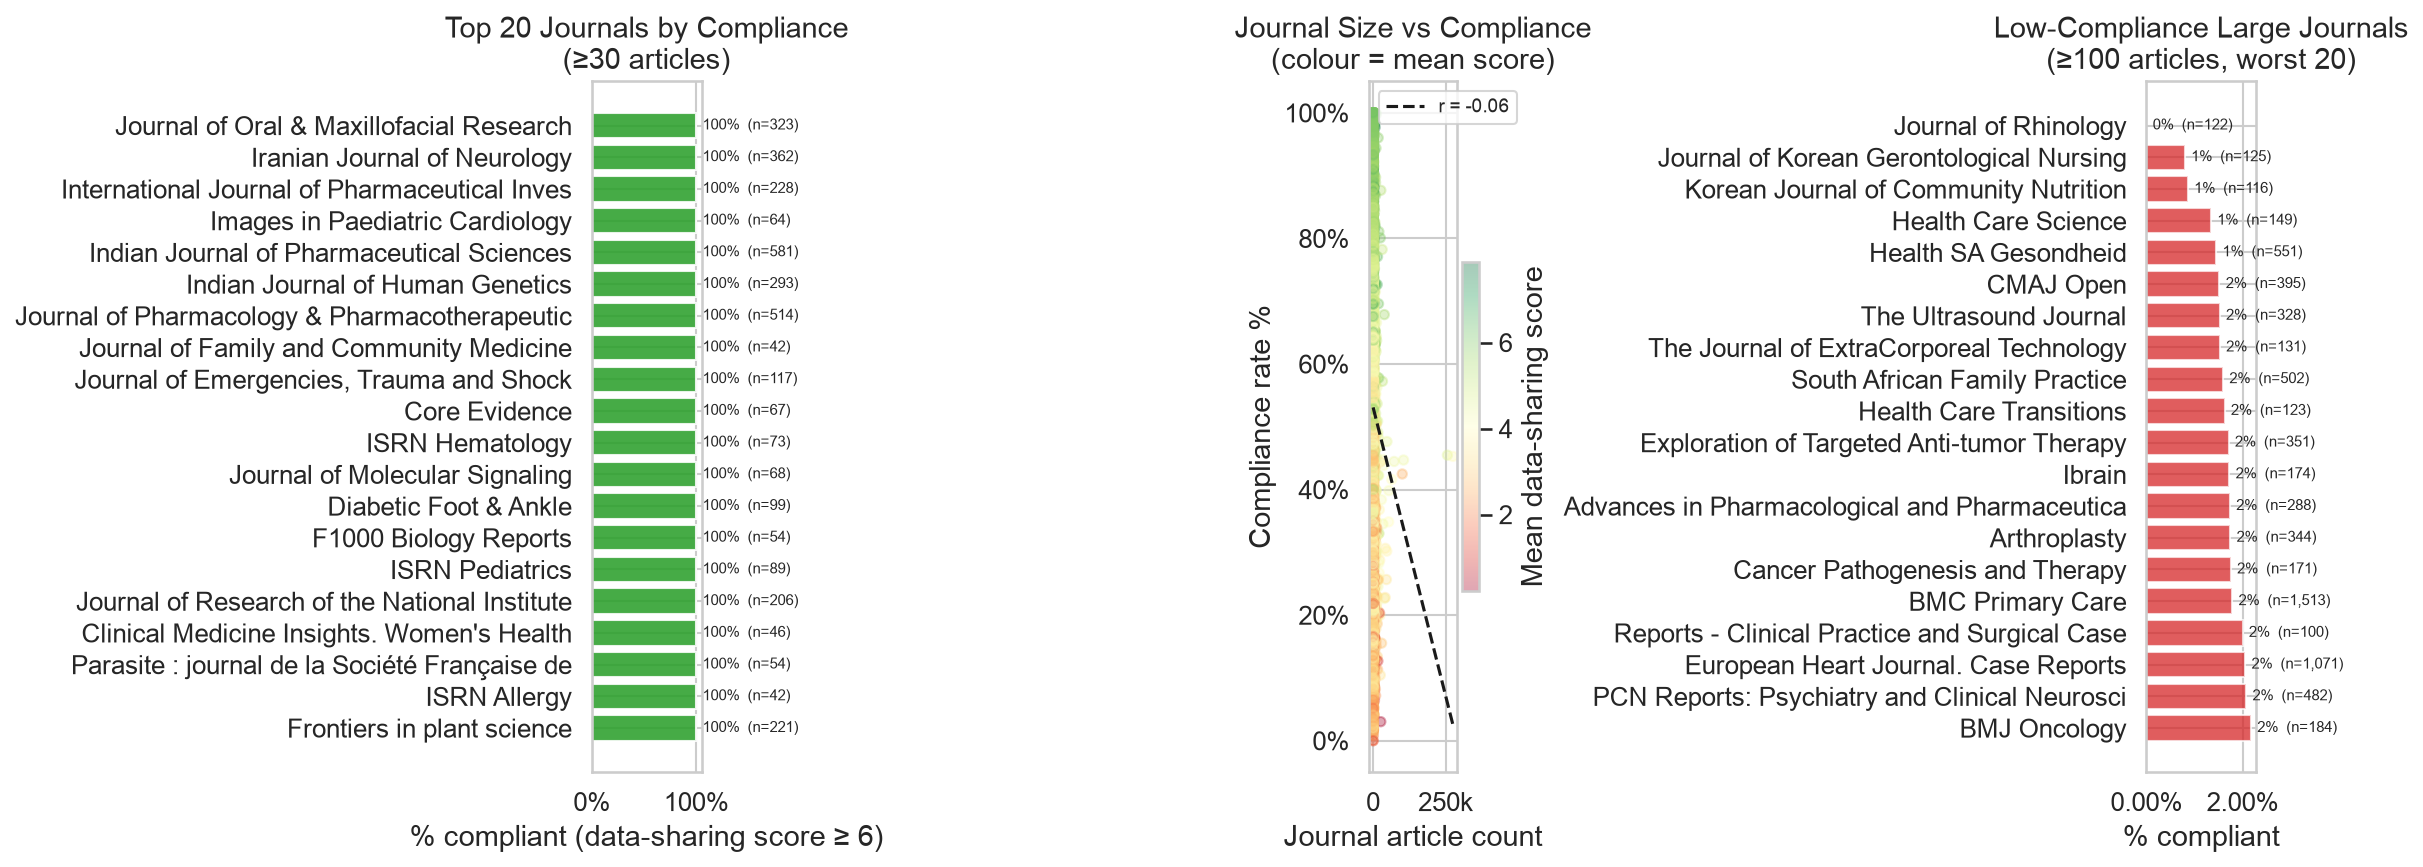 Top 20 Journals by Compliance
(≥30 articles)
Journal of Oral & Maxillofacial Research
100% (n=323)
Iranian Journal of Neurology
100% (n=362)
International Journal of Pharmaceutical Inves
100% (n=228)
Images in Paediatric Cardiology
100% (n=64)
Indian Journal of Pharmaceutical Sciences
100% (n=581)
Indian Journal of Human Genetics
100% (n=293)
Journal of Pharmacology & Pharmacotherapeutic
100% (n=514)
Journal of Family and Community Medicine
100% (n=42)
Journal of Emergencies, Trauma and Shock
100% (n=117)
Core Evidence
100% (n=67)
ISRN Hematology
100% (n=73)
Journal of Molecular Signaling
100% (n=68)
Diabetic Foot & Ankle
100% (n=99)
F1000 Biology Reports
100% (n=54)
ISRN Pediatrics
100% (n=89)
Journal of Research of the National Institute
100% (n=206)
Clinical Medicine Insights. Women's Health
100% (n=46)
Parasite : journal de la Société Française de
100% (n=54)
ISRN Allergy
100% (n=42)
Frontiers in plant science
100% (n=221)
0% 100%
% compliant (data-sharing score ≥ 6)
Journal Size vs Compliance
(colour = mean score)
r = -0.06
100%
80%
60%
40%
20%
0%
Compliance rate %
0 250k
Journal article count
6
4
2
Mean data-sharing score
Low-Compliance Large Journals
(≥100 articles, worst 20)
Journal of Rhinology
0% (n=122)
Journal of Korean Gerontological Nursing
1% (n=125)
Korean Journal of Community Nutrition
1% (n=116)
Health Care Science
1% (n=149)
Health SA Gesondheid
1% (n=551)
CMAJ Open
2% (n=395)
The Ultrasound Journal
2% (n=328)
The Journal of ExtraCorporeal Technology
2% (n=131)
South African Family Practice
2% (n=502)
Health Care Transitions
2% (n=123)
Exploration of Targeted Anti-tumor Therapy
2% (n=351)
Ibrain
2% (n=174)
Advances in Pharmacological and Pharmaceutica
2% (n=288)
Arthroplasty
2% (n=344)
Cancer Pathogenesis and Therapy
2% (n=171)
BMC Primary Care
2% (n=1,513)
Reports - Clinical Practice and Surgical Case
2% (n=100)
European Heart Journal. Case Reports
2% (n=1,071)
PCN Reports: Psychiatry and Clinical Neurosci
2% (n=482)
BMJ Oncology
2% (n=184)
0.00% 2.00%
% compliant